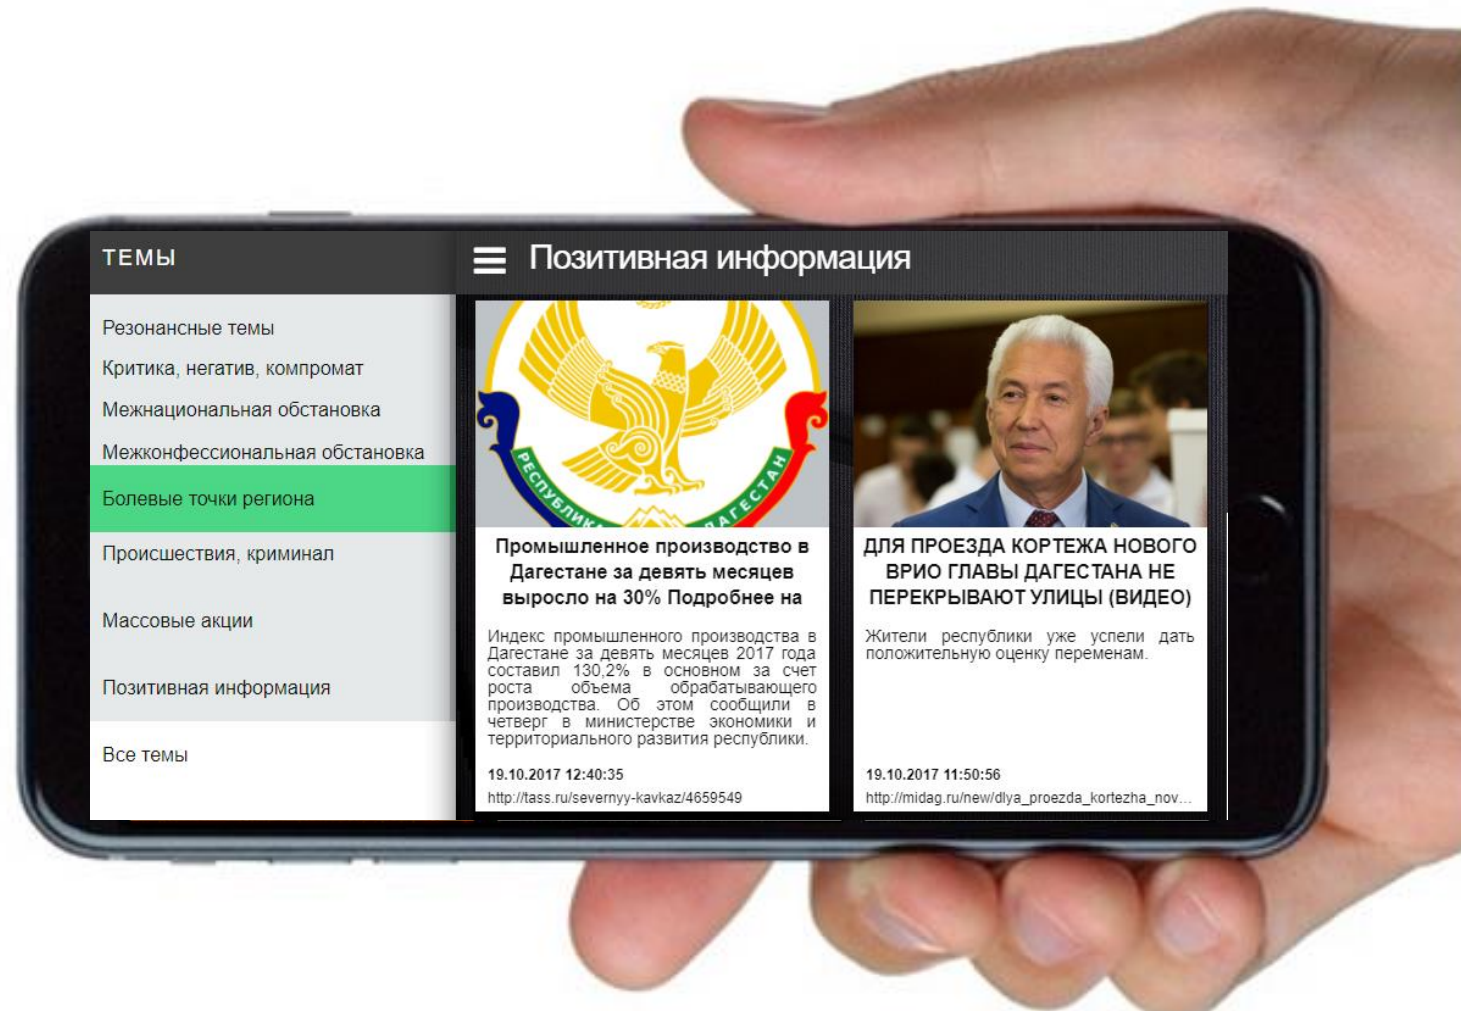 ТЕМЫ
Резонансные темы
Критика, негатив, компромат
Межнациональная обстановка
Межконфессиональная обстановка
Болевые точки региона
Происшествия, криминал
Массовые акции
Позитивная информация
Все темы
Позитивная информация
РЕСПУБЛИКА ДАГЕСТАН
Промышленное производство в
Дагестане за девять месяцев
выросло на 30% Подробнее на
Индекс промышленного производства в
Дагестане за девять месяцев 2017 года
составил 130,2% в основном за счет
роста объема обрабатывающего
производства. Об этом сообщили в
четверг в министерстве экономики и
территориального развития республики.
19.10.2017 12:40:35
http://tass.ru/severnyy-kavkaz/4659549
ДЛЯ ПРОЕЗДА КОРТЕЖА НОВОГО
ВРИО ГЛАВЫ ДАГЕСТАНА НЕ
ПЕРЕКРЫВАЮТ УЛИЦЫ (ВИДЕО)
Жители республики уже успели дать
положительную оценку переменам.
19.10.2017 11:50:56
http://midag.ru/new/dlya_proezda_kortezha_nov...